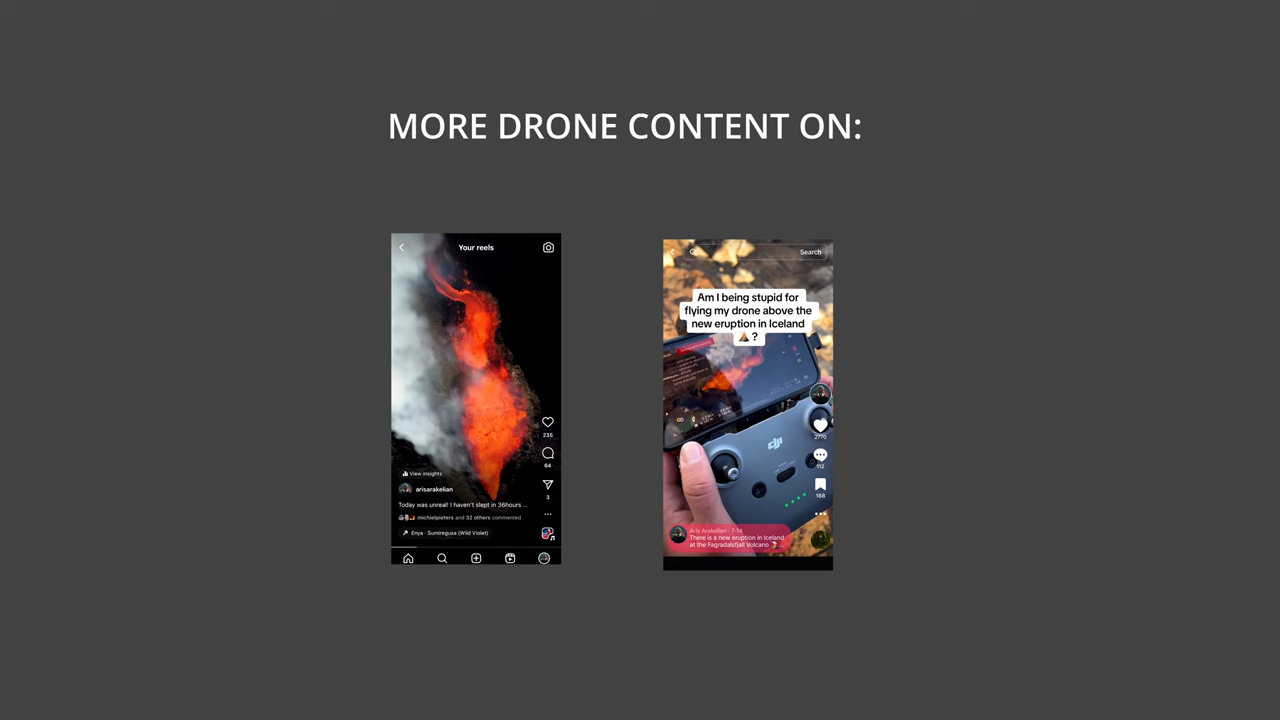 MORE DRONE CONTENT ON:
Your reels
235
64
3
View insights
arisarakelian
Today was unreal! I haven't slept in 36hours ...
michielpieters and 32 others commented
Enya · Sumiregusa (Wild Violet)
Search
Am I being stupid for
flying my drone above the
new eruption in Iceland
?
dji
2770
112
188
Aris Arakelian · 7-14
There is a new eruption in Iceland
at the Fagradalsfjall Volcano